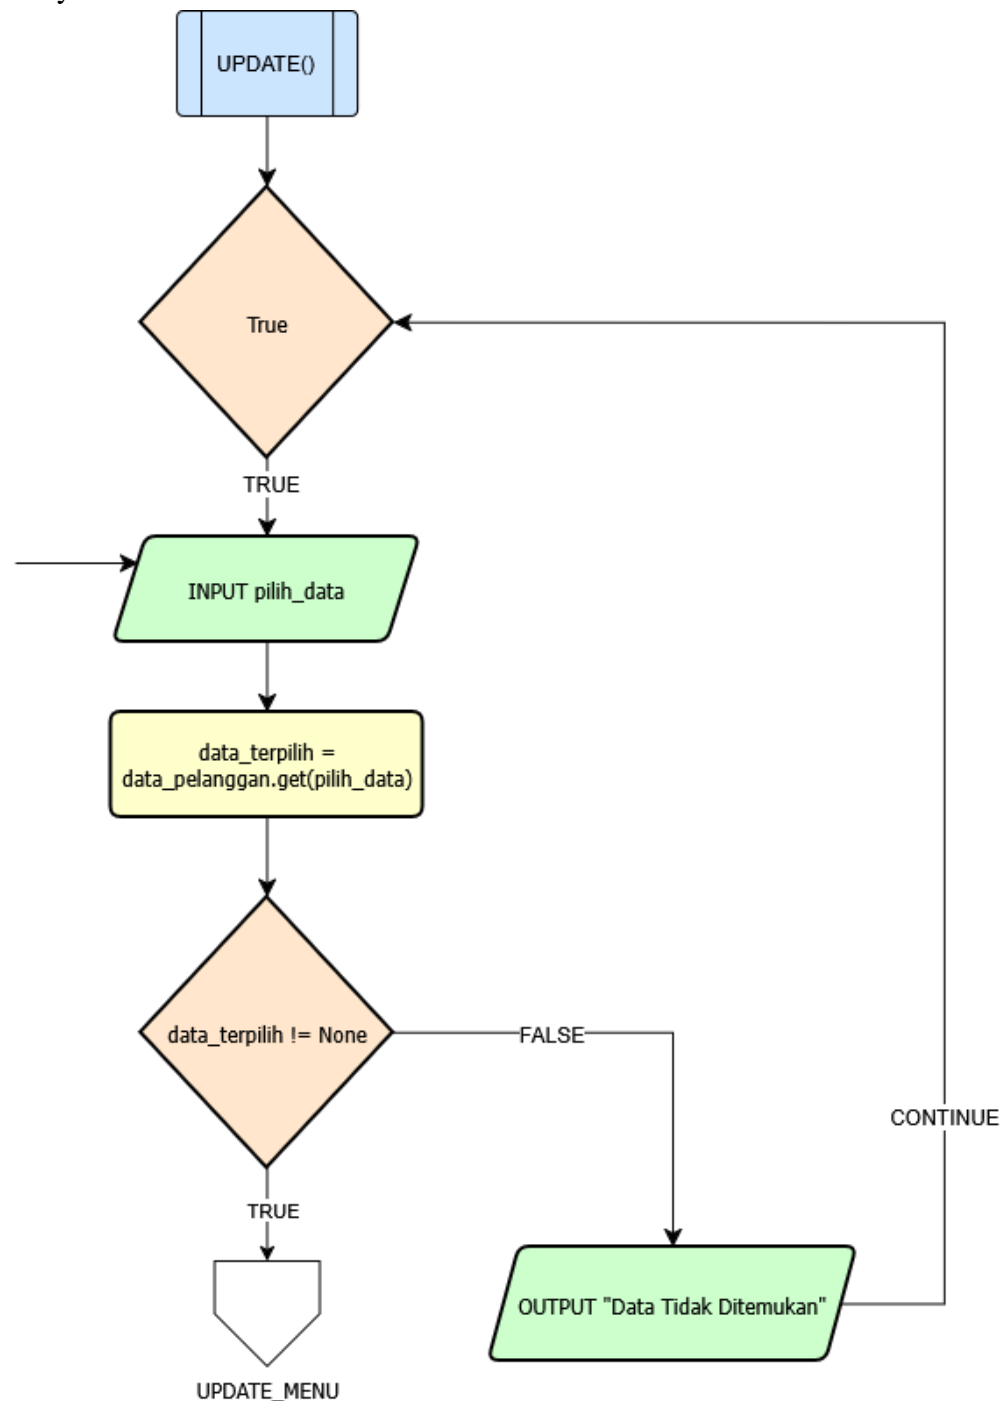 UPDATE()
True
TRUE
INPUT pilih_data
data_terpilih =
data_pelanggan.get(pilih_data)
data_terpilih != None
FALSE
CONTINUE
TRUE
OUTPUT "Data Tidak Ditemukan"
UPDATE_MENU